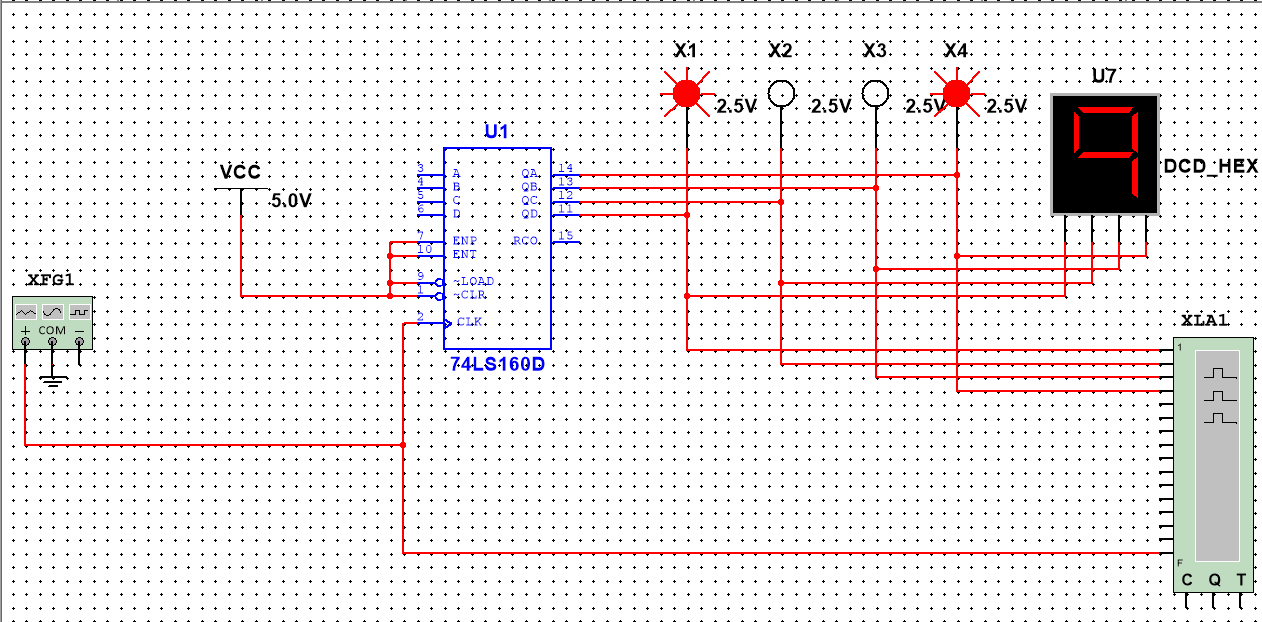 X1 X2 X3 X4
U7
2.5V 2.5V 2.5V 2.5V
U1
DCD_HEX
VCC
5.0V
3 A QA 14
4 B QB 13
5 C QC 12
6 D QD 11
7 ENP RCO 15
10 ENT
9 ~LOAD
1 ~CLR
2 CLK
74LS160D
XFG1
+ COM −
XLA1
1
F
C Q T
9